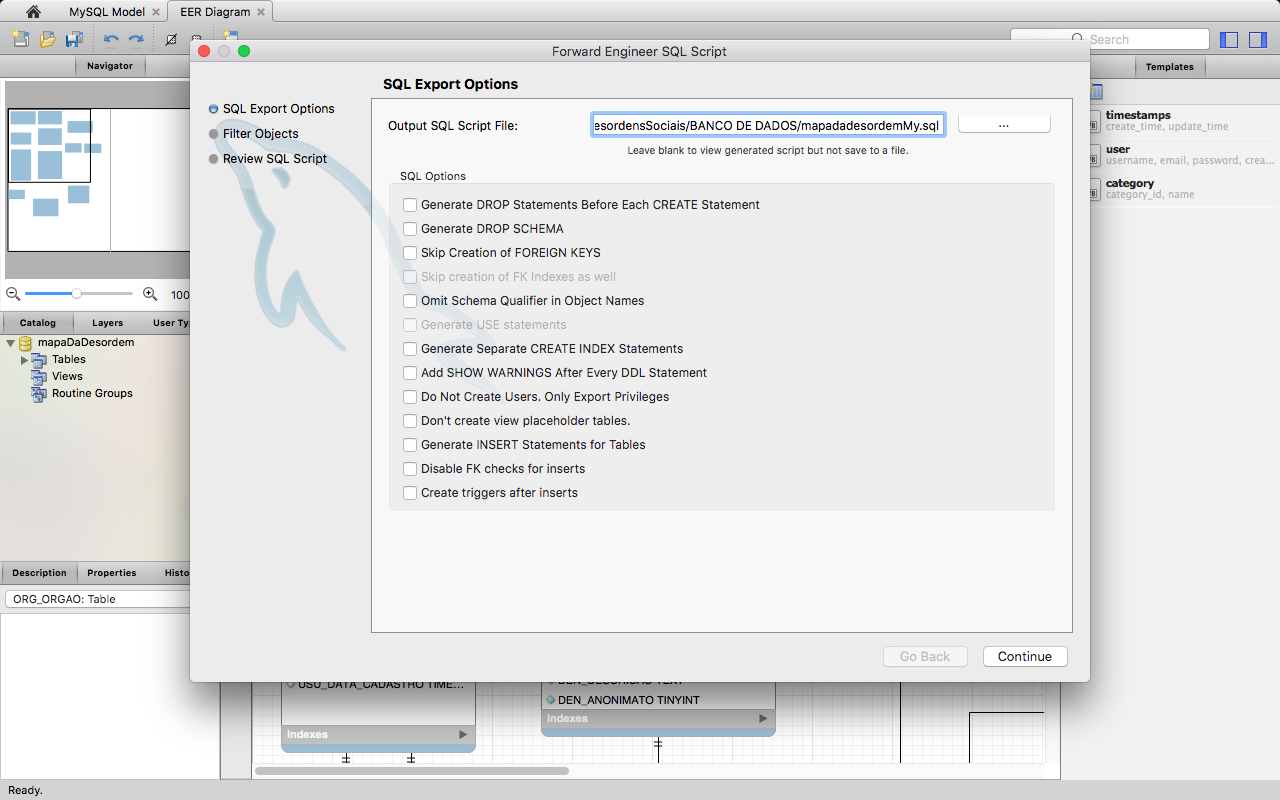 MySQL Model
EER Diagram
Search
Forward Engineer SQL Script
Navigator
Templates
SQL Export Options
SQL Export Options
Filter Objects
Review SQL Script
Output SQL Script File:
esordensSociais/BANCO DE DADOS/mapadadesordemMy.sql
...
Leave blank to view generated script but not save to a file.
SQL Options
Generate DROP Statements Before Each CREATE Statement
Generate DROP SCHEMA
Skip Creation of FOREIGN KEYS
Skip creation of FK Indexes as well
Omit Schema Qualifier in Object Names
Generate USE statements
Generate Separate CREATE INDEX Statements
Add SHOW WARNINGS After Every DDL Statement
Do Not Create Users. Only Export Privileges
Don't create view placeholder tables.
Generate INSERT Statements for Tables
Disable FK checks for inserts
Create triggers after inserts
Go Back
Continue
timestamps
create_time, update_time
user
username, email, password, crea...
category
category_id, name
100
Catalog
Layers
User Ty
mapaDaDesordem
Tables
Views
Routine Groups
Description
Properties
Histo
ORG_ORGAO: Table
USU_DATA_CADASTRO TIME...
Indexes
DEN_DESCRICAO TEXT
DEN_ANONIMATO TINYINT
Indexes
Ready.